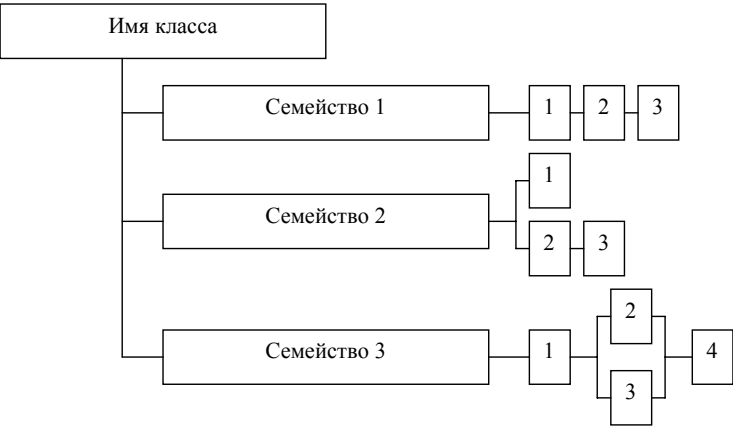 Имя класса
Семейство 1 1 2 3
1
Семейство 2
2 3
2
Семейство 3 1 4
3